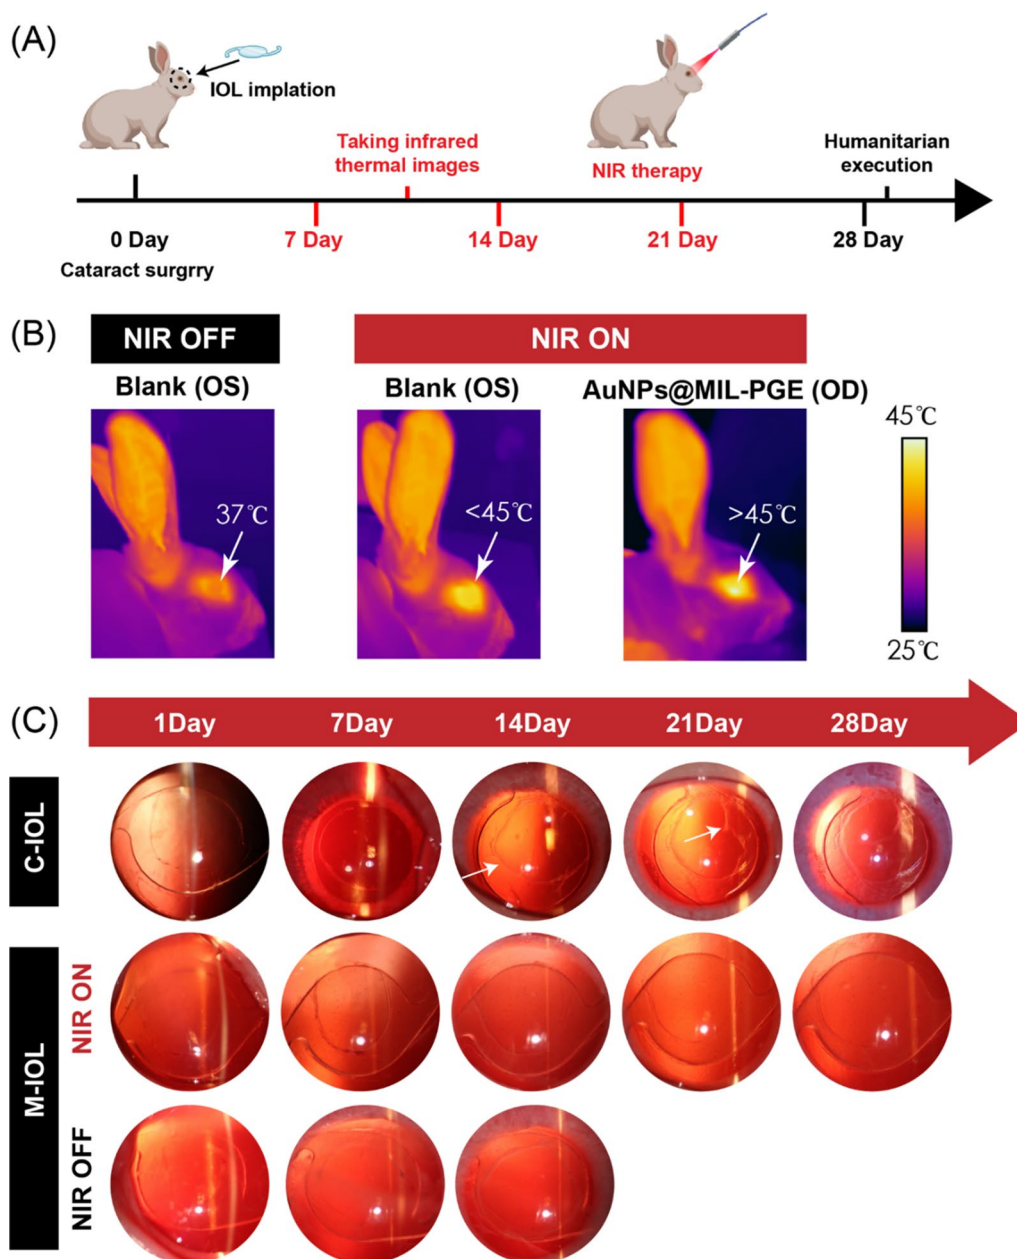 (A)
IOL implation
Taking infrared
thermal images
NIR therapy
Humanitarian
execution
0 Day
7 Day
14 Day
21 Day
28 Day
Cataract surgrry
(B)
NIR OFF
NIR ON
Blank (OS)
Blank (OS)
AuNPs@MIL-PGE (OD)
37℃
<45℃
>45℃
45℃
25℃
(C)
1Day
7Day
14Day
21Day
28Day
C-IOL
M-IOL
NIR ON
NIR OFF